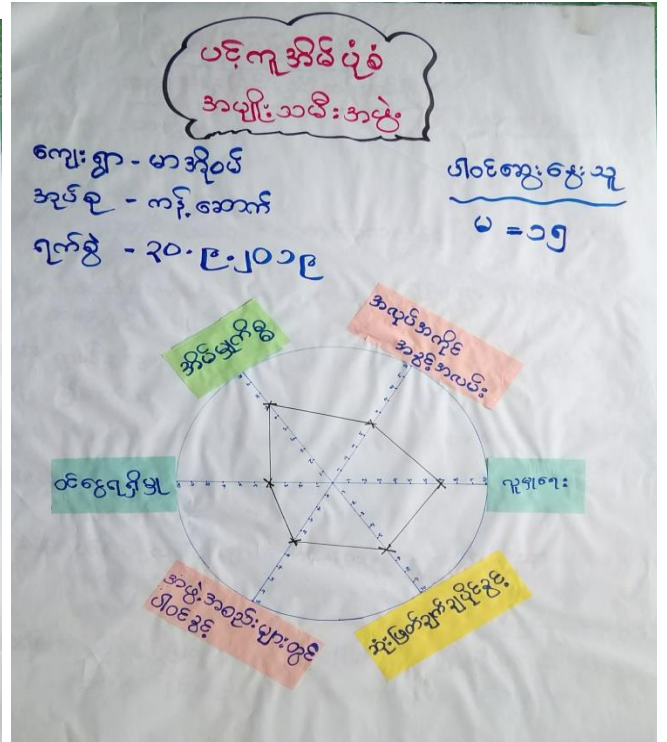 ပင့်ကူအိမ်ပုံစံ
အမျိုးသမီးအဖွဲ့
ကျေးရွာ - မာအိုဝမ်
အုပ်စု - ကန့်ဆောက်
ရက်စွဲ - ၃၀.၉.၂၀၁၉
ပါဝင်ဆွေးနွေးသူ
မ = ၁၅
အိမ်မှုကိစ္စ
အလုပ်အကိုင်
အခွင့်အလမ်း
ဝင်ငွေရရှိမှု
လူမှုရေး
အဖွဲ့အစည်းများတွင်
ပါဝင်ခွင့်
ဆုံးဖြတ်ချက်ချပိုင်ခွင့်